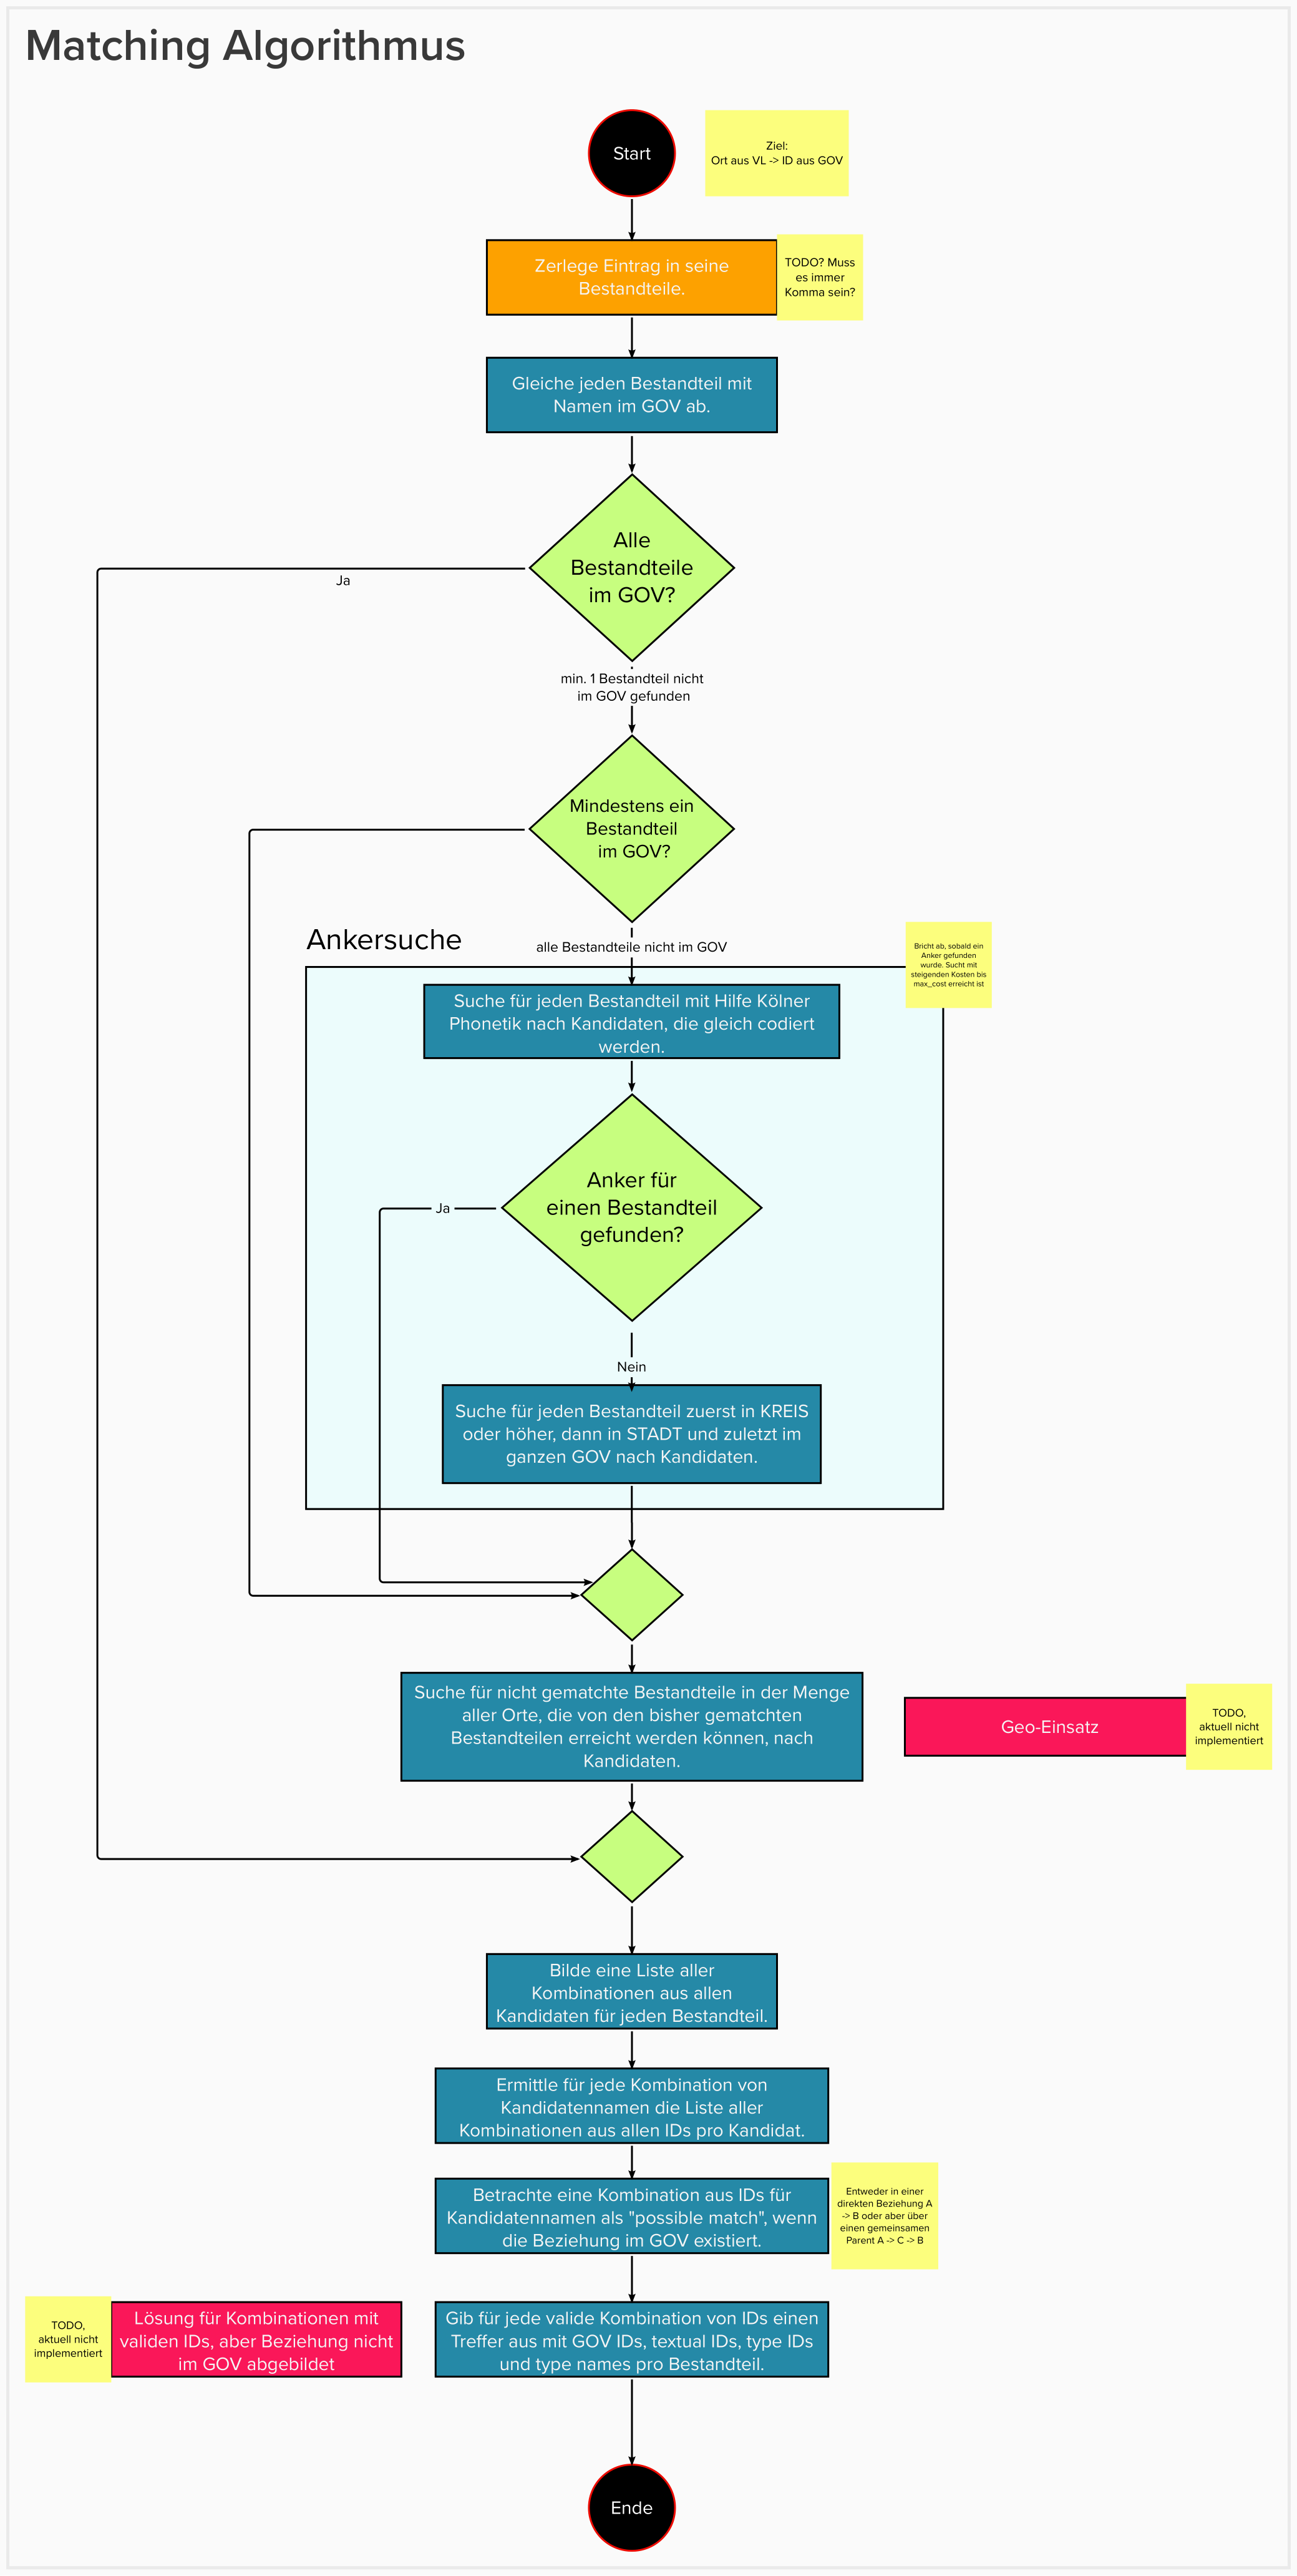 Matching Algorithmus
Start
Ziel:
Ort aus VL -> ID aus GOV
Zerlege Eintrag in seine
Bestandteile.
TODO? Muss
es immer
Komma sein?
Gleiche jeden Bestandteil mit
Namen im GOV ab.
Alle
Bestandteile
im GOV?
Ja
min. 1 Bestandteil nicht
im GOV gefunden
Mindestens ein
Bestandteil
im GOV?
Ankersuche
alle Bestandteile nicht im GOV
Bricht ab, sobald ein
Anker gefunden
wurde. Sucht mit
steigenden Kosten bis
max_cost erreicht ist
Suche für jeden Bestandteil mit Hilfe Kölner
Phonetik nach Kandidaten, die gleich codiert
werden.
Anker für
einen Bestandteil
gefunden?
Ja
Nein
Suche für jeden Bestandteil zuerst in KREIS
oder höher, dann in STADT und zuletzt im
ganzen GOV nach Kandidaten.
Suche für nicht gematchte Bestandteile in der Menge
aller Orte, die von den bisher gematchten
Bestandteilen erreicht werden können, nach
Kandidaten.
Geo-Einsatz
TODO,
aktuell nicht
implementiert
Bilde eine Liste aller
Kombinationen aus allen
Kandidaten für jeden Bestandteil.
Ermittle für jede Kombination von
Kandidatennamen die Liste aller
Kombinationen aus allen IDs pro Kandidat.
Betrachte eine Kombination aus IDs für
Kandidatennamen als "possible match", wenn
die Beziehung im GOV existiert.
Entweder in einer
direkten Beziehung A
-> B oder aber über
einen gemeinsamen
Parent A -> C -> B
TODO,
aktuell nicht
implementiert
Lösung für Kombinationen mit
validen IDs, aber Beziehung nicht
im GOV abgebildet
Gib für jede valide Kombination von IDs einen
Treffer aus mit GOV IDs, textual IDs, type IDs
und type names pro Bestandteil.
Ende